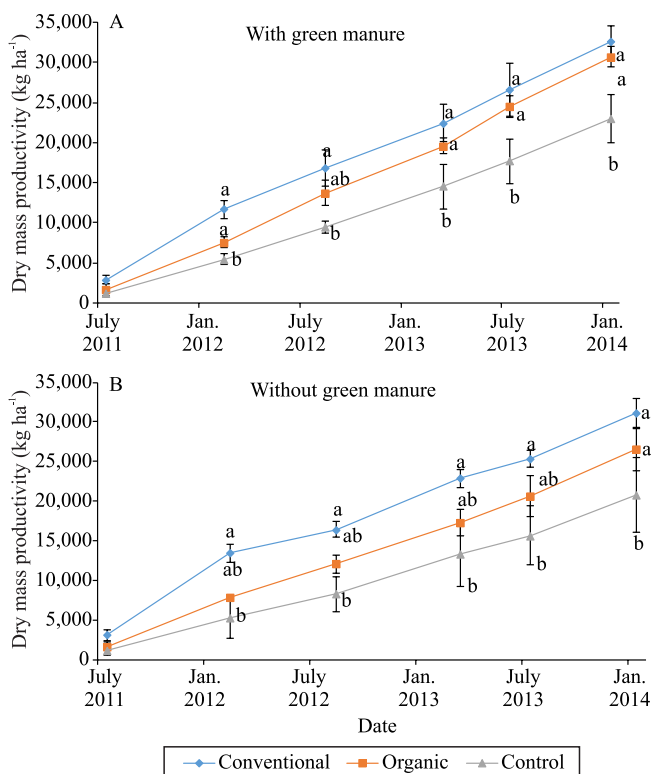 A
With green manure
Dry mass productivity (kg ha⁻¹)
35,000
30,000
25,000
20,000
15,000
10,000
5,000
0
a
a
a
a
a
a
a
a
ab
a
b
b
b
b
b
July 2011
Jan. 2012
July 2012
Jan. 2013
July 2013
Jan. 2014
B
Without green manure
Dry mass productivity (kg ha⁻¹)
35,000
30,000
25,000
20,000
15,000
10,000
5,000
0
a
a
a
a
a
a
ab
ab
ab
ab
b
b
b
b
b
July 2011
Jan. 2012
July 2012
Jan. 2013
July 2013
Jan. 2014
Date
Conventional Organic Control